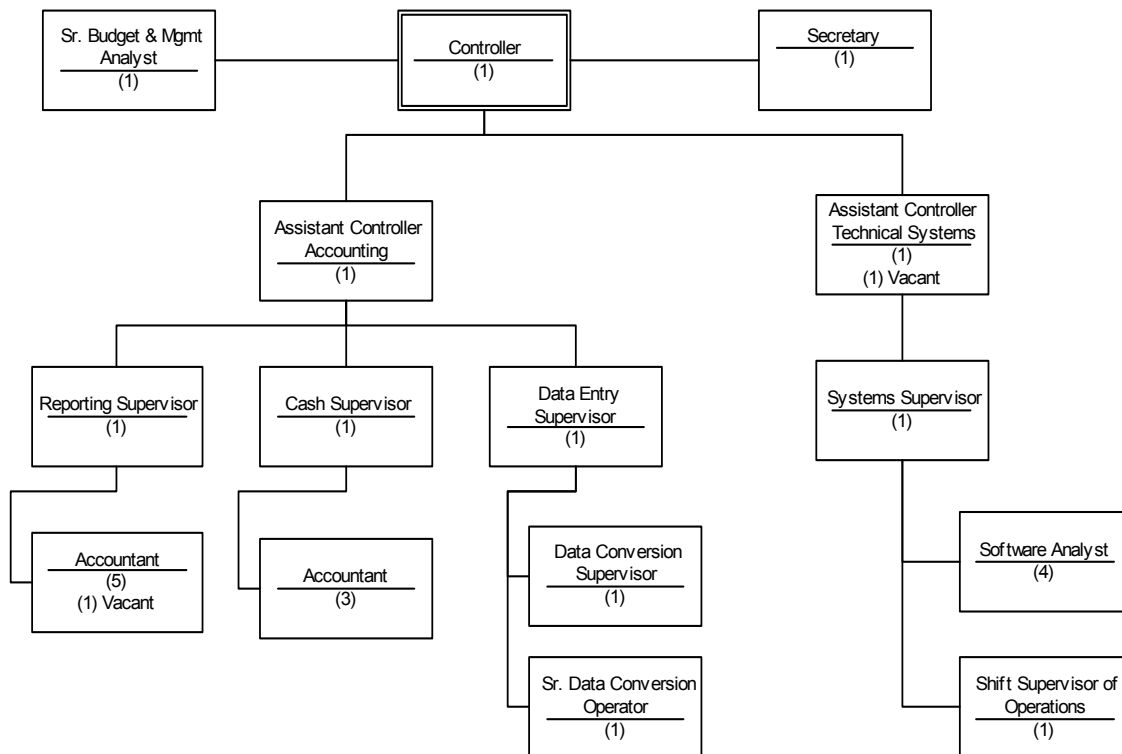 Sr. Budget & Mgmt
Analyst
(1)
Controller
(1)
Secretary
(1)
Assistant Controller
Accounting
(1)
Assistant Controller
Technical Systems
(1)
(1) Vacant
Reporting Supervisor
(1)
Cash Supervisor
(1)
Data Entry
Supervisor
(1)
Systems Supervisor
(1)
Accountant
(5)
(1) Vacant
Accountant
(3)
Data Conversion
Supervisor
(1)
Software Analyst
(4)
Sr. Data Conversion
Operator
(1)
Shift Supervisor of
Operations
(1)